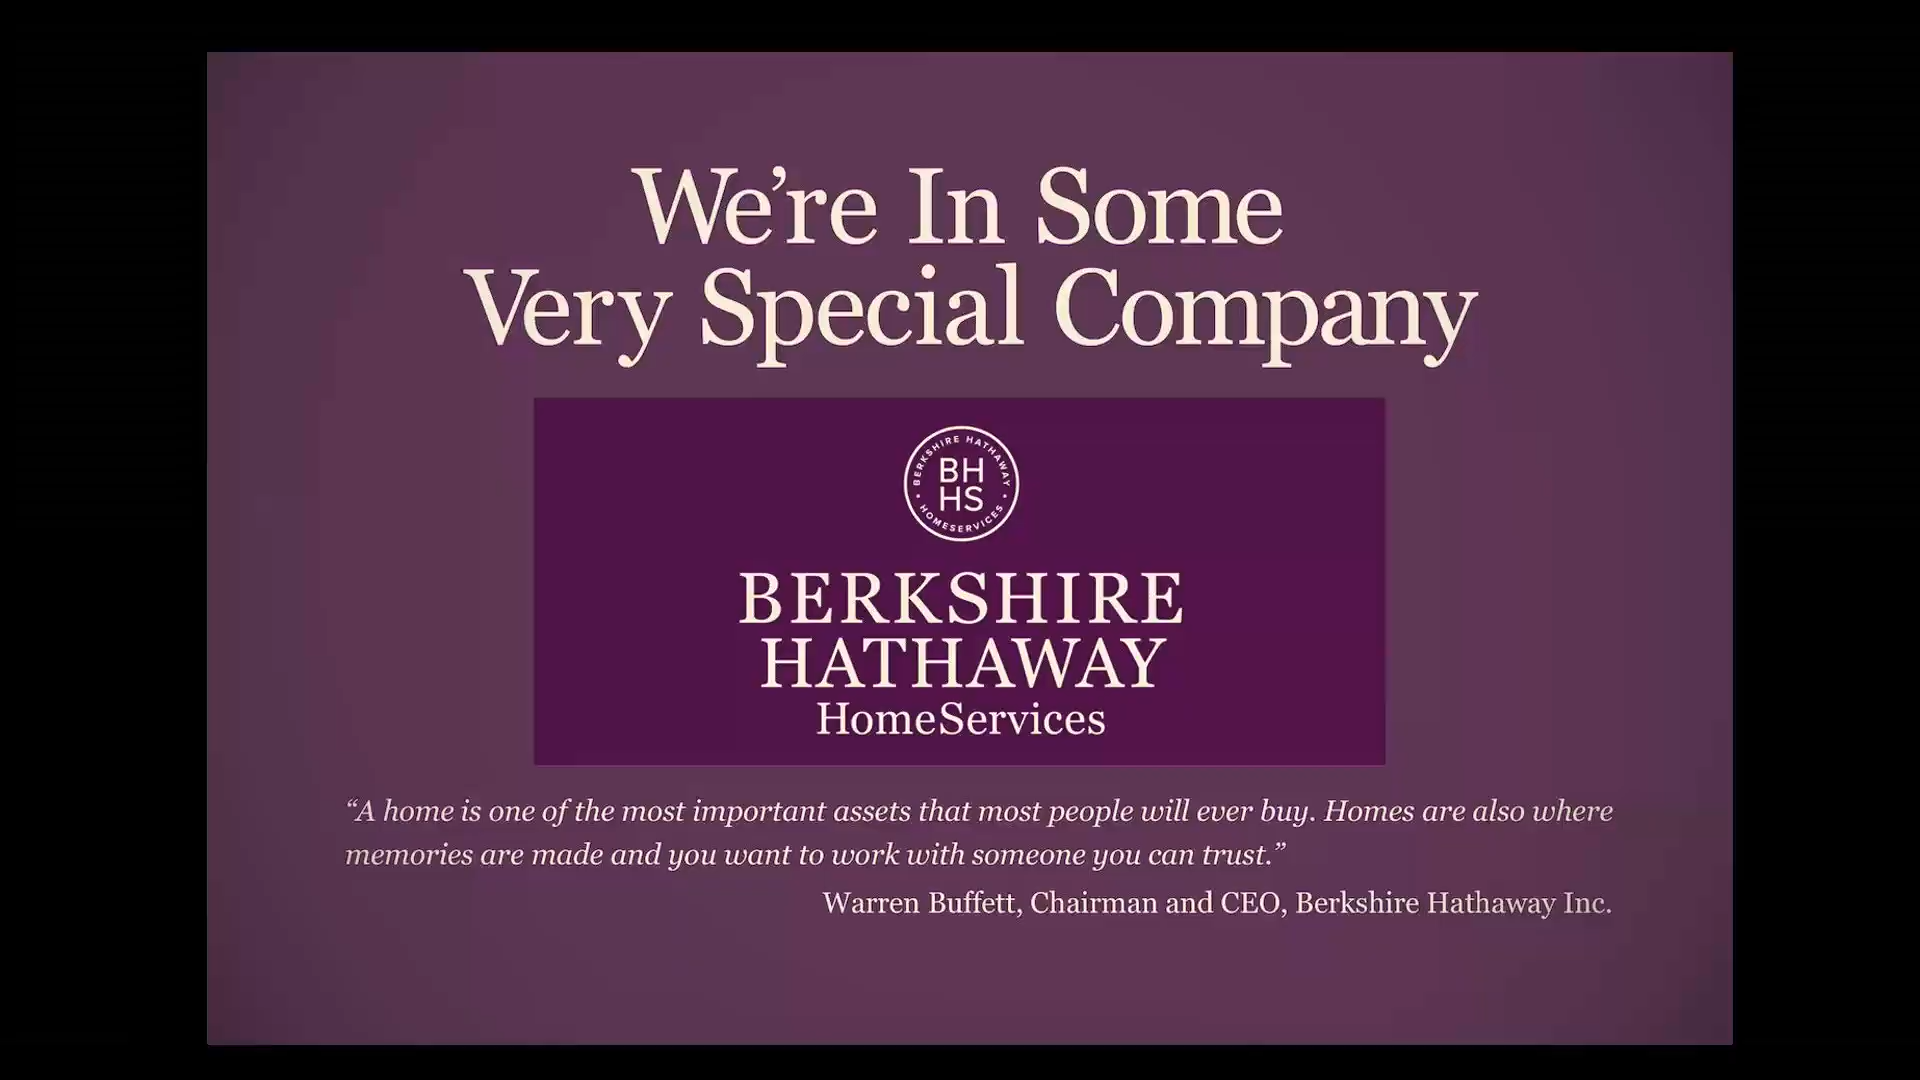 We’re In Some
Very Special Company
BERKSHIRE HATHAWAY
BH
HS
• HOMESERVICES •
BERKSHIRE
HATHAWAY
HomeServices
“A home is one of the most important assets that most people will ever buy. Homes are also where
memories are made and you want to work with someone you can trust.”
Warren Buffett, Chairman and CEO, Berkshire Hathaway Inc.